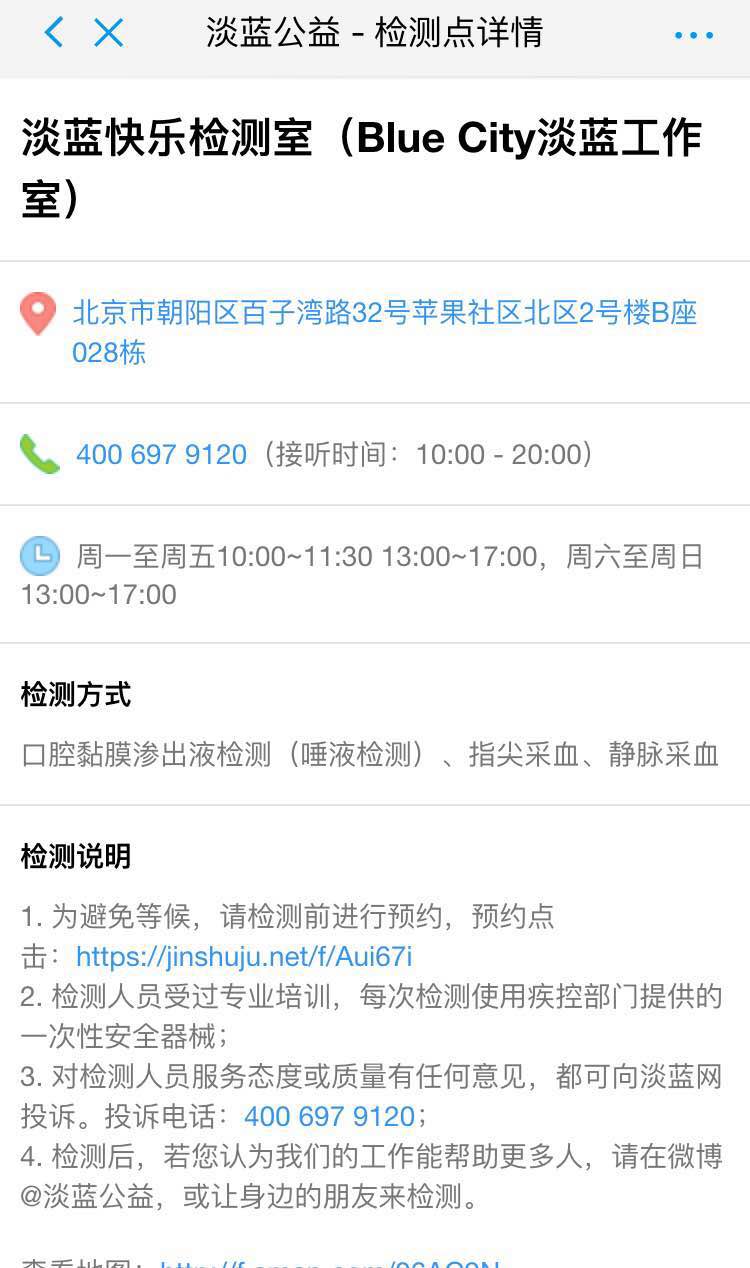 淡蓝公益 - 检测点详情
淡蓝快乐检测室（Blue City淡蓝工作
室）
北京市朝阳区百子湾路32号苹果社区北区2号楼B座
028栋
400 697 9120（接听时间：10:00 - 20:00）
周一至周五10:00~11:30 13:00~17:00，周六至周日
13:00~17:00
检测方式
口腔黏膜渗出液检测（唾液检测）、指尖采血、静脉采血
检测说明
1. 为避免等候，请检测前进行预约，预约点
击：https://jinshuju.net/f/Aui67i
2. 检测人员受过专业培训，每次检测使用疾控部门提供的
一次性安全器械；
3. 对检测人员服务态度或质量有任何意见，都可向淡蓝网
投诉。投诉电话：400 697 9120；
4. 检测后，若您认为我们的工作能帮助更多人，请在微博
@淡蓝公益，或让身边的朋友来检测。
查看地图：